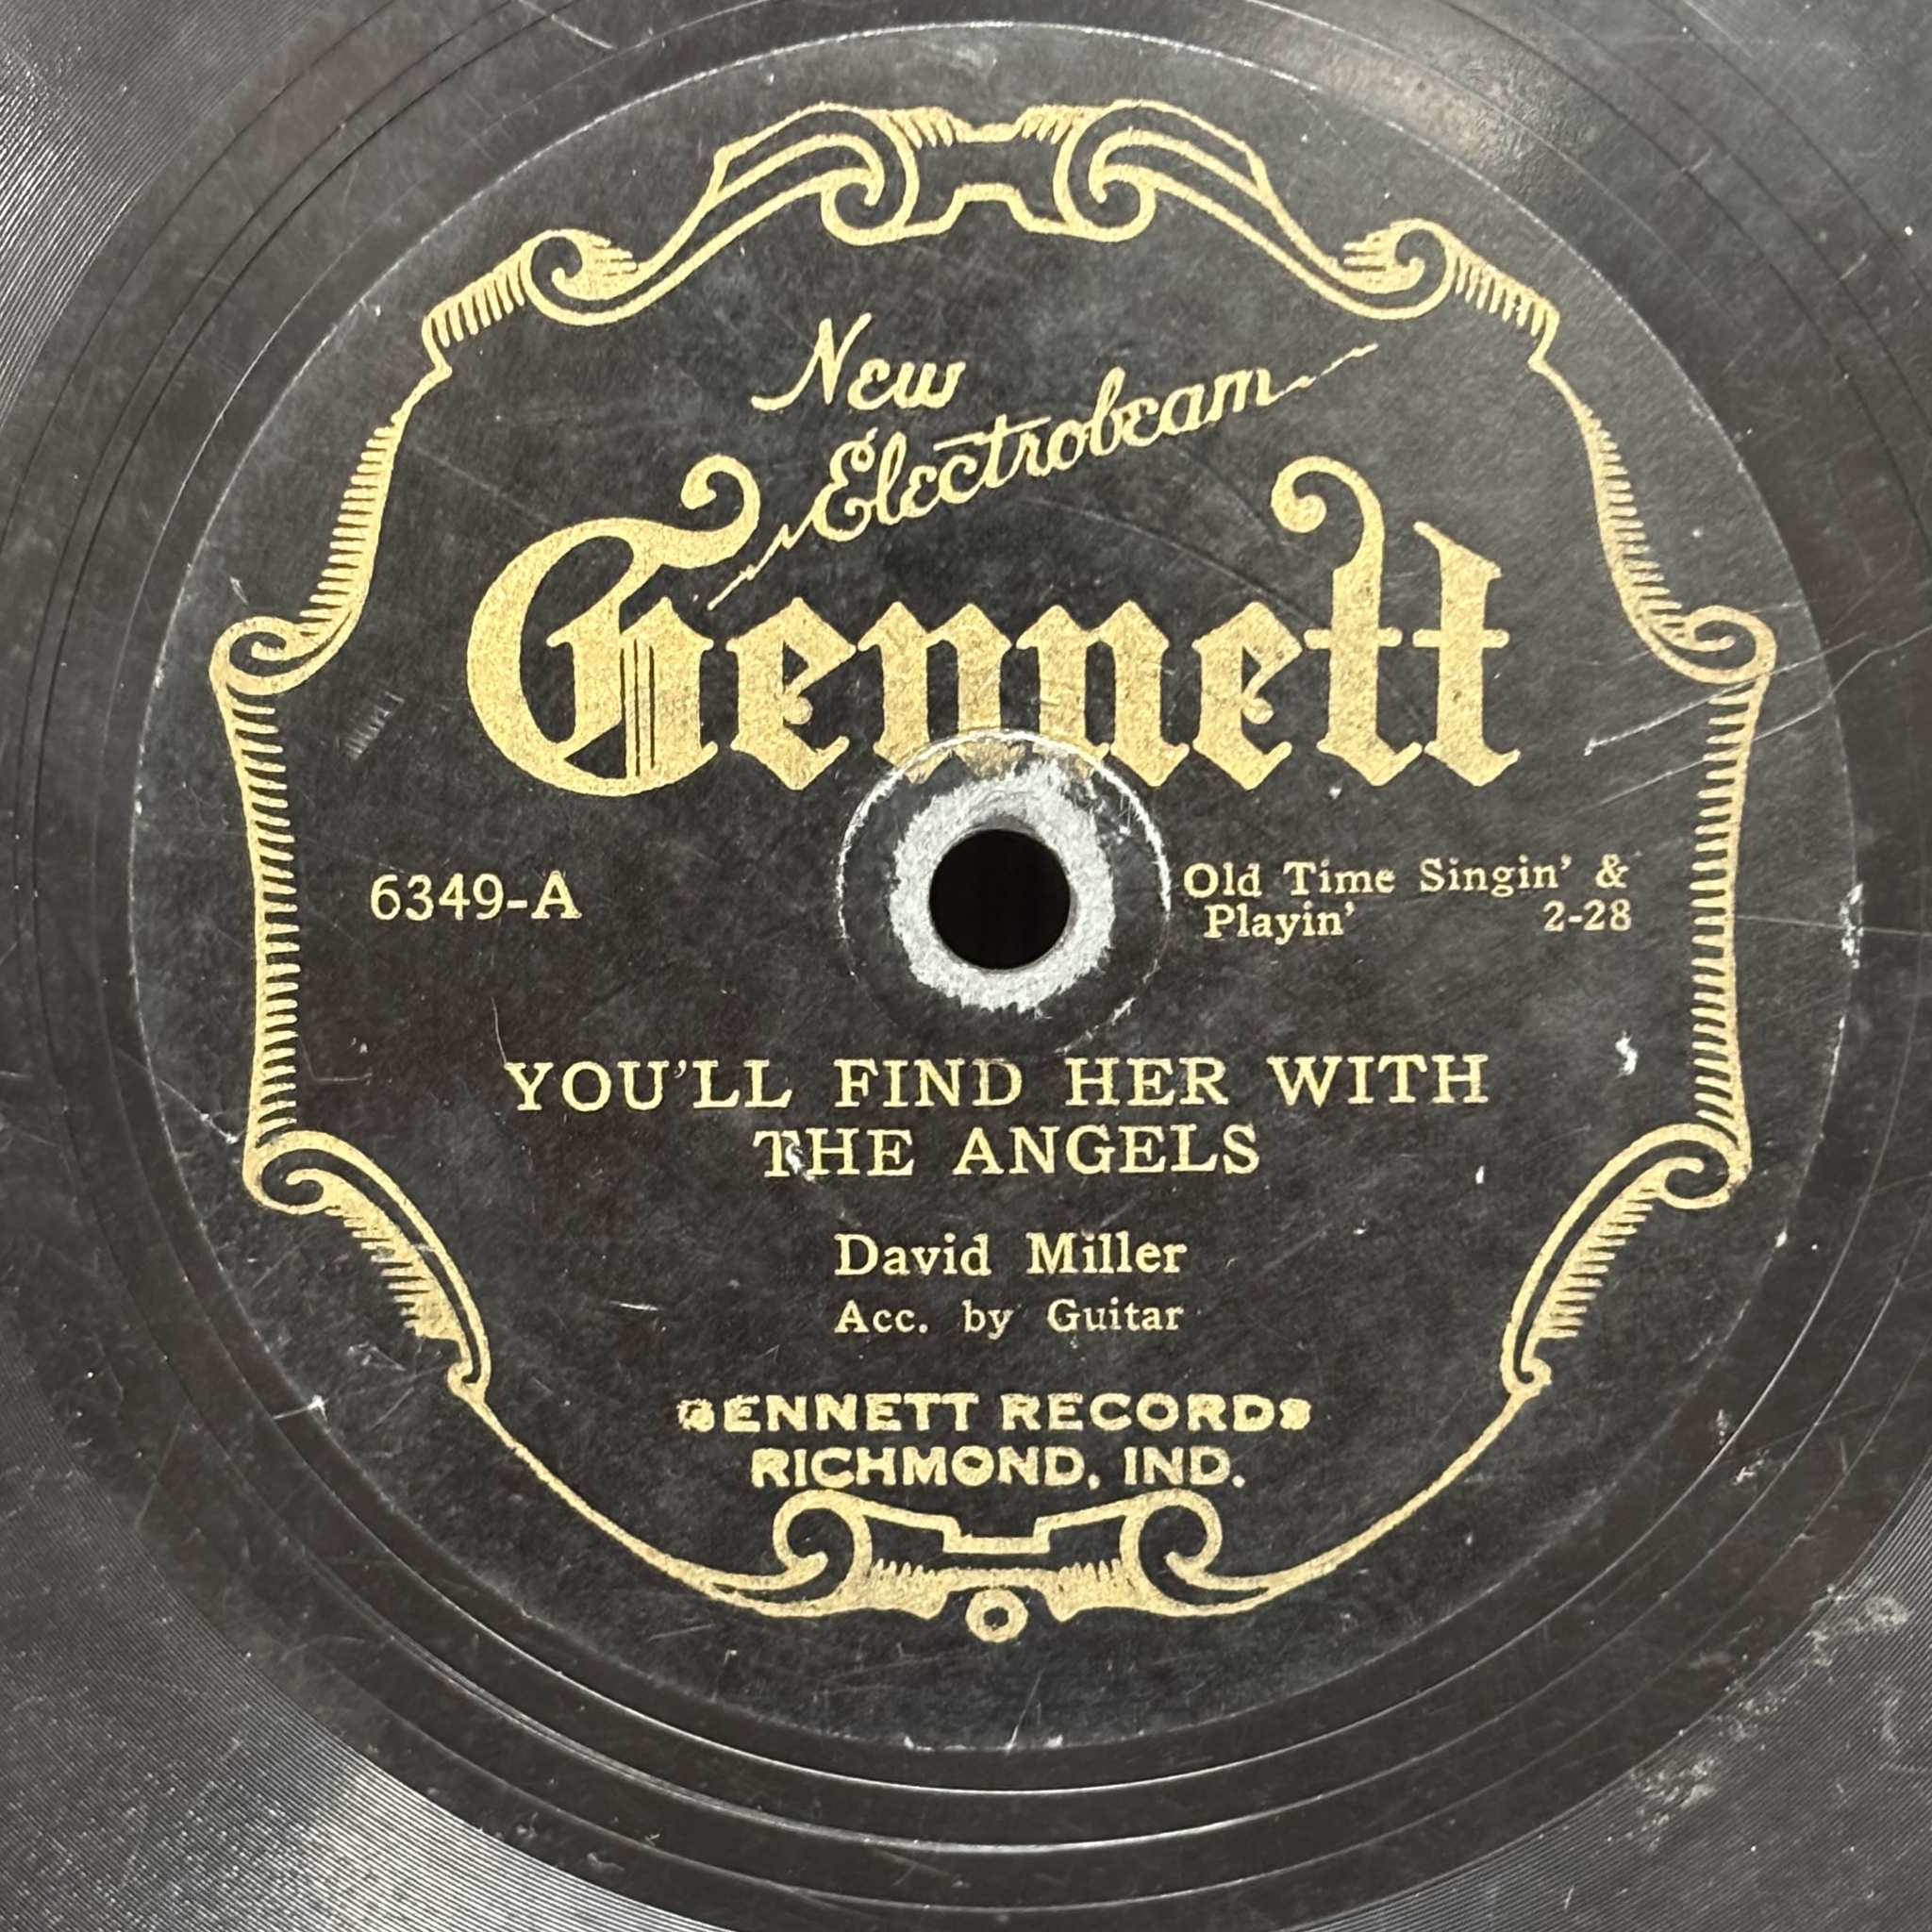 New
Electrobeam
Gennett
6349-A
Old Time Singin' &
Playin' 2-28
YOU'LL FIND HER WITH
THE ANGELS
David Miller
Acc. by Guitar
GENNETT RECORDS
RICHMOND, IND.